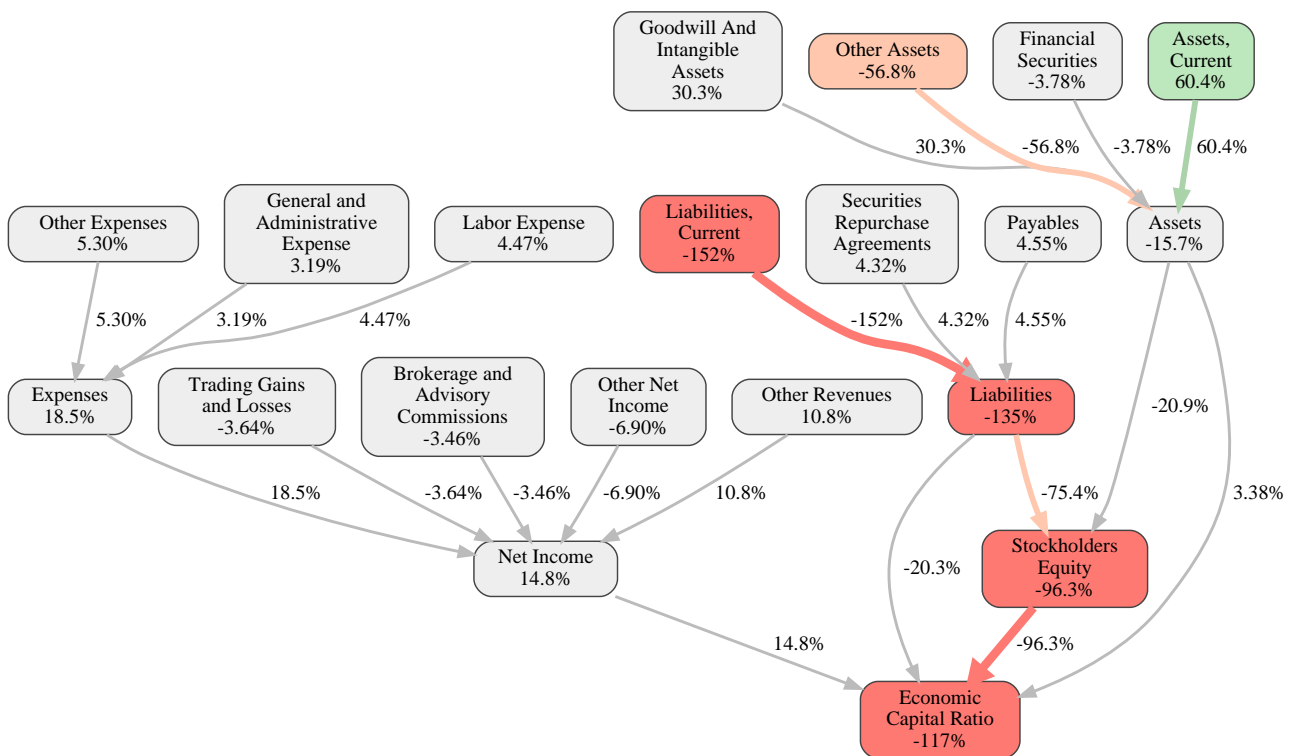 Goodwill And
Intangible
Assets
30.3%
Other Assets
-56.8%
Financial
Securities
-3.78%
Assets,
Current
60.4%
30.3%
-56.8%
-3.78%
60.4%
Other Expenses
5.30%
General and
Administrative
Expense
3.19%
Labor Expense
4.47%
Liabilities,
Current
-152%
Securities
Repurchase
Agreements
4.32%
Payables
4.55%
Assets
-15.7%
5.30%
3.19%
4.47%
-152%
4.32%
4.55%
Expenses
18.5%
Trading Gains
and Losses
-3.64%
Brokerage and
Advisory
Commissions
-3.46%
Other Net
Income
-6.90%
Other Revenues
10.8%
Liabilities
-135%
-20.9%
18.5%
-3.64%
-3.46%
-6.90%
10.8%
-75.4%
3.38%
Net Income
14.8%
-20.3%
Stockholders
Equity
-96.3%
14.8%
-96.3%
Economic
Capital Ratio
-117%